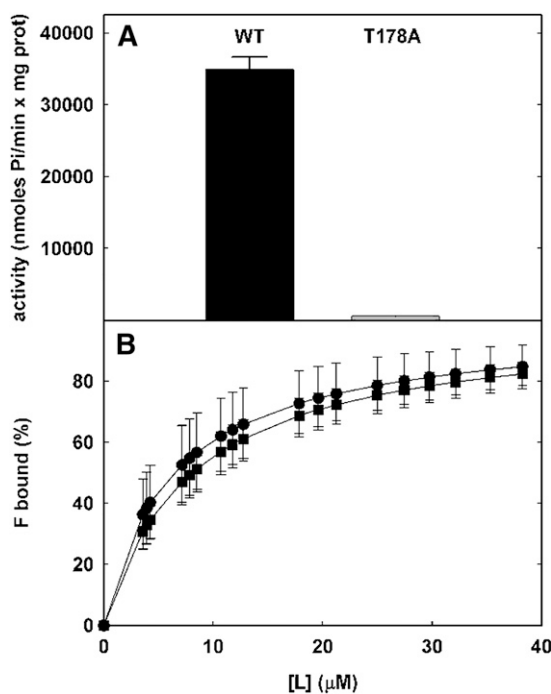 A
WT
T178A
40000
30000
20000
10000
activity (nmoles Pi/min x mg prot)
B
80
60
40
20
0
F bound (%)
0
10
20
30
40
[L] (μM)